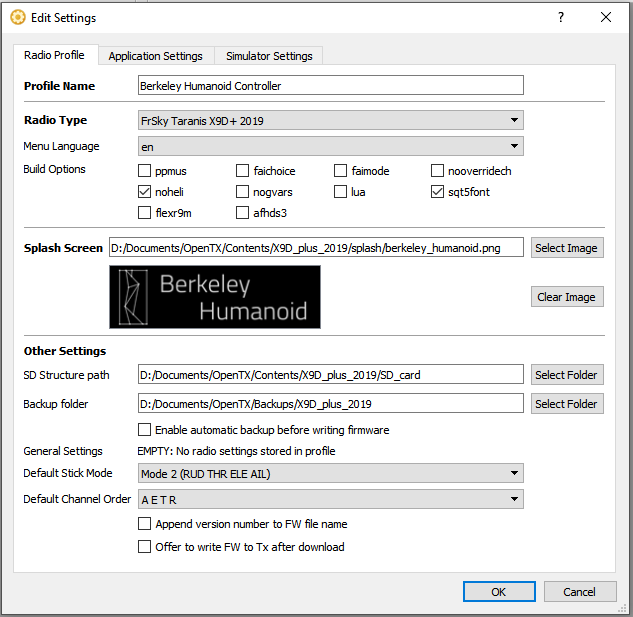 Edit Settings
?
Radio Profile Application Settings Simulator Settings
Profile Name Berkeley Humanoid Controller
Radio Type FrSky Taranis X9D+ 2019
Menu Language en
Build Options ppmus faichoice faimode nooverridech
noheli nogvars lua sqt5font
flexr9m afhds3
Splash Screen D:/Documents/OpenTX/Contents/X9D_plus_2019/splash/berkeley_humanoid.png Select Image
Berkeley
Humanoid
Clear Image
Other Settings
SD Structure path D:/Documents/OpenTX/Contents/X9D_plus_2019/SD_card Select Folder
Backup folder D:/Documents/OpenTX/Backups/X9D_plus_2019 Select Folder
Enable automatic backup before writing firmware
General Settings EMPTY: No radio settings stored in profile
Default Stick Mode Mode 2 (RUD THR ELE AIL)
Default Channel Order A E T R
Append version number to FW file name
Offer to write FW to Tx after download
OK Cancel